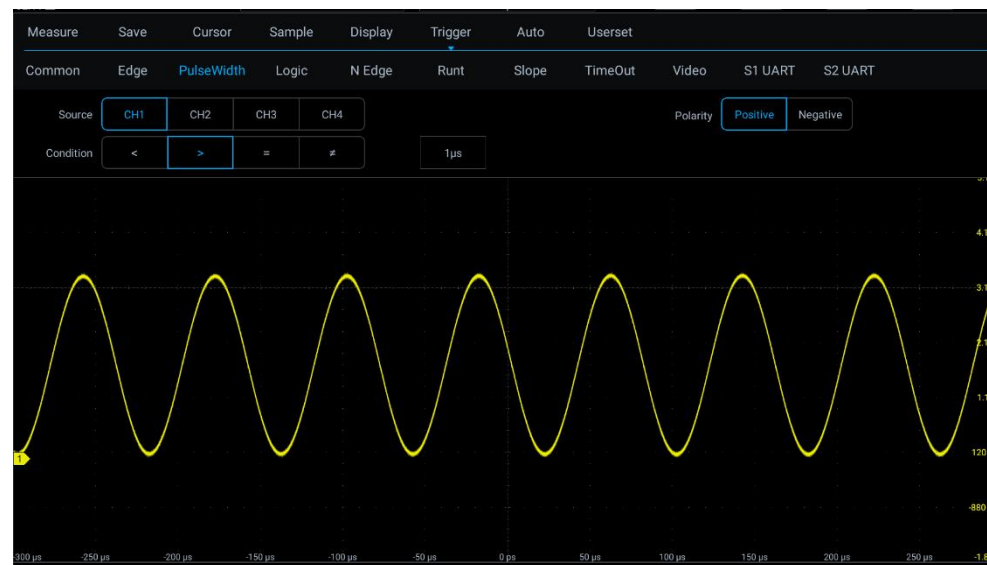 Measure Save Cursor Sample Display Trigger Auto Userset
Common Edge PulseWidth Logic N Edge Runt Slope TimeOut Video S1 UART S2 UART
Source CH1 CH2 CH3 CH4 Polarity Positive Negative
Condition < > = ≠ 1µs
4.1
3.1
2.1
1.1
1 120
-880
-300 µs -250 µs -200 µs -150 µs -100 µs -50 µs 0 ps 50 µs 100 µs 150 µs 200 µs 250 µs -1.8